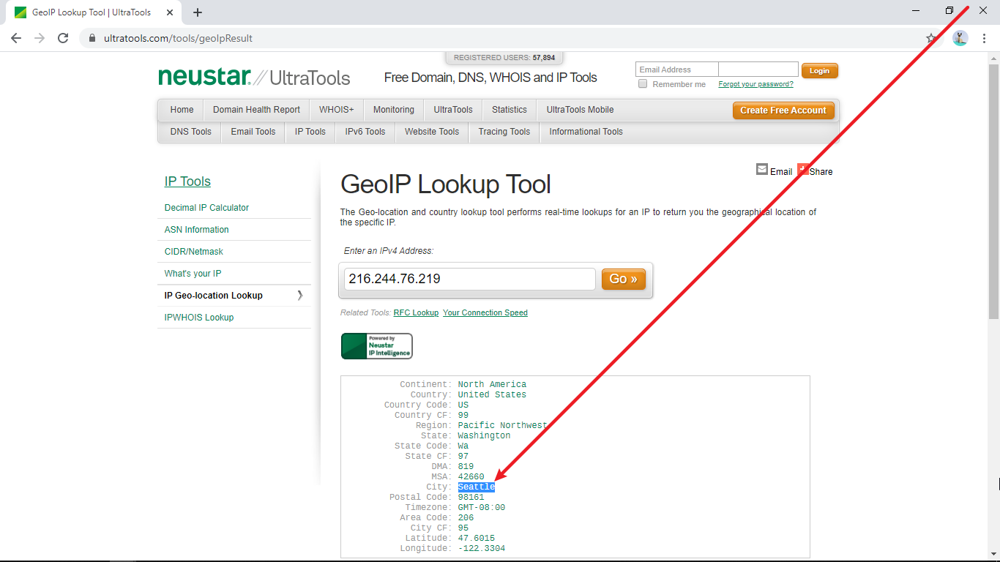 GeoIP Lookup Tool | UltraTools
ultratools.com/tools/geoIpResult
REGISTERED USERS: 57,894
neustar // UltraTools
Free Domain, DNS, WHOIS and IP Tools
Email Address
Login
Remember me Forgot your password?
Home Domain Health Report WHOIS+ Monitoring UltraTools Statistics UltraTools Mobile Create Free Account
DNS Tools Email Tools IP Tools IPv6 Tools Website Tools Tracing Tools Informational Tools
Email Share
IP Tools
Decimal IP Calculator
ASN Information
CIDR/Netmask
What's your IP
IP Geo-location Lookup
IPWHOIS Lookup
GeoIP Lookup Tool
The Geo-location and country lookup tool performs real-time lookups for an IP to return you the geographical location of
the specific IP.
Enter an IPv4 Address:
216.244.76.219 Go »
Related Tools: RFC Lookup Your Connection Speed
Powered by
Neustar
IP Intelligence
Continent: North America
Country: United States
Country Code: US
Country CF: 99
Region: Pacific Northwest
State: Washington
State Code: Wa
State CF: 97
DMA: 819
MSA: 42660
City: Seattle
Postal Code: 98161
Timezone: GMT-08:00
Area Code: 206
City CF: 95
Latitude: 47.6015
Longitude: -122.3304